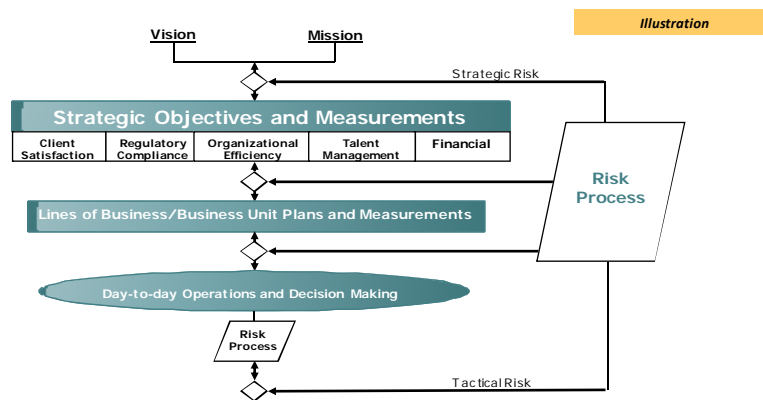 Illustration
Vision
Mission
Strategic Risk
Strategic Objectives and Measurements
Client
Satisfaction
Regulatory
Compliance
Organizational
Efficiency
Talent
Management
Financial
Risk
Process
Lines of Business/Business Unit Plans and Measurements
Day-to-day Operations and Decision Making
Risk
Process
Tactical Risk